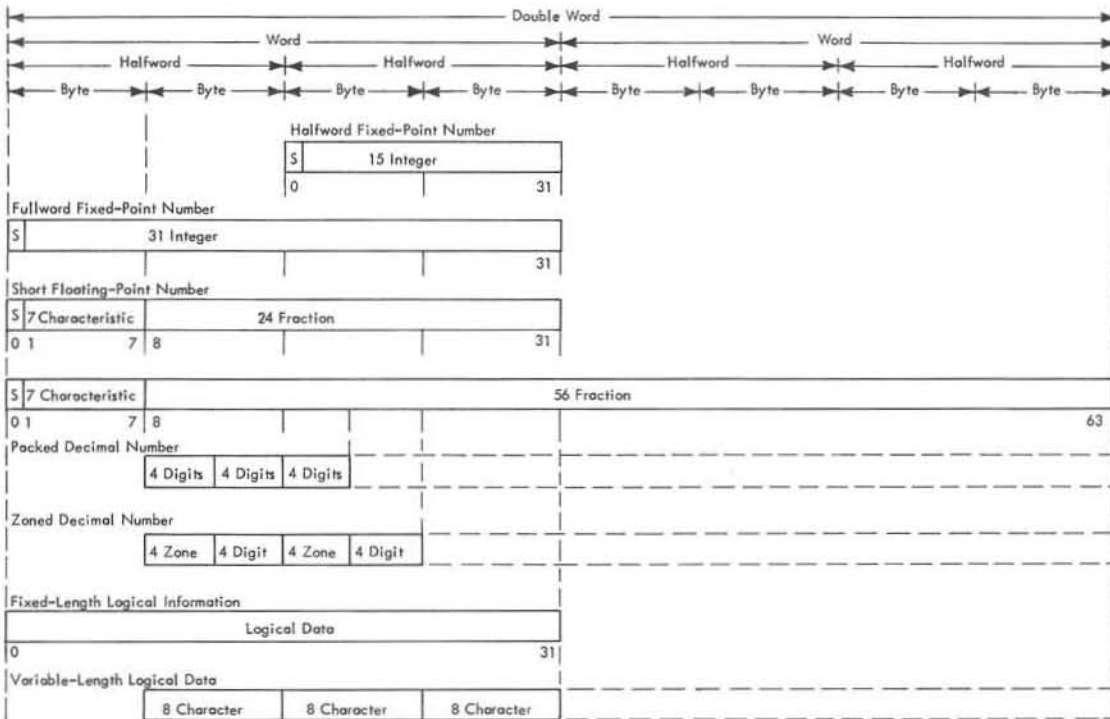 Double Word
Word Word
Halfword Halfword Halfword Halfword
Byte Byte Byte Byte Byte Byte Byte Byte
Halfword Fixed-Point Number
S 15 Integer
0 31
Fullword Fixed-Point Number
S 31 Integer
31
Short Floating-Point Number
S 7 Characteristic 24 Fraction
0 1 7 8 31
S 7 Characteristic 56 Fraction
0 1 7 8 63
Packed Decimal Number
4 Digits 4 Digits 4 Digits
Zoned Decimal Number
4 Zone 4 Digit 4 Zone 4 Digit
Fixed-Length Logical Information
Logical Data
0 31
Variable-Length Logical Data
8 Character 8 Character 8 Character